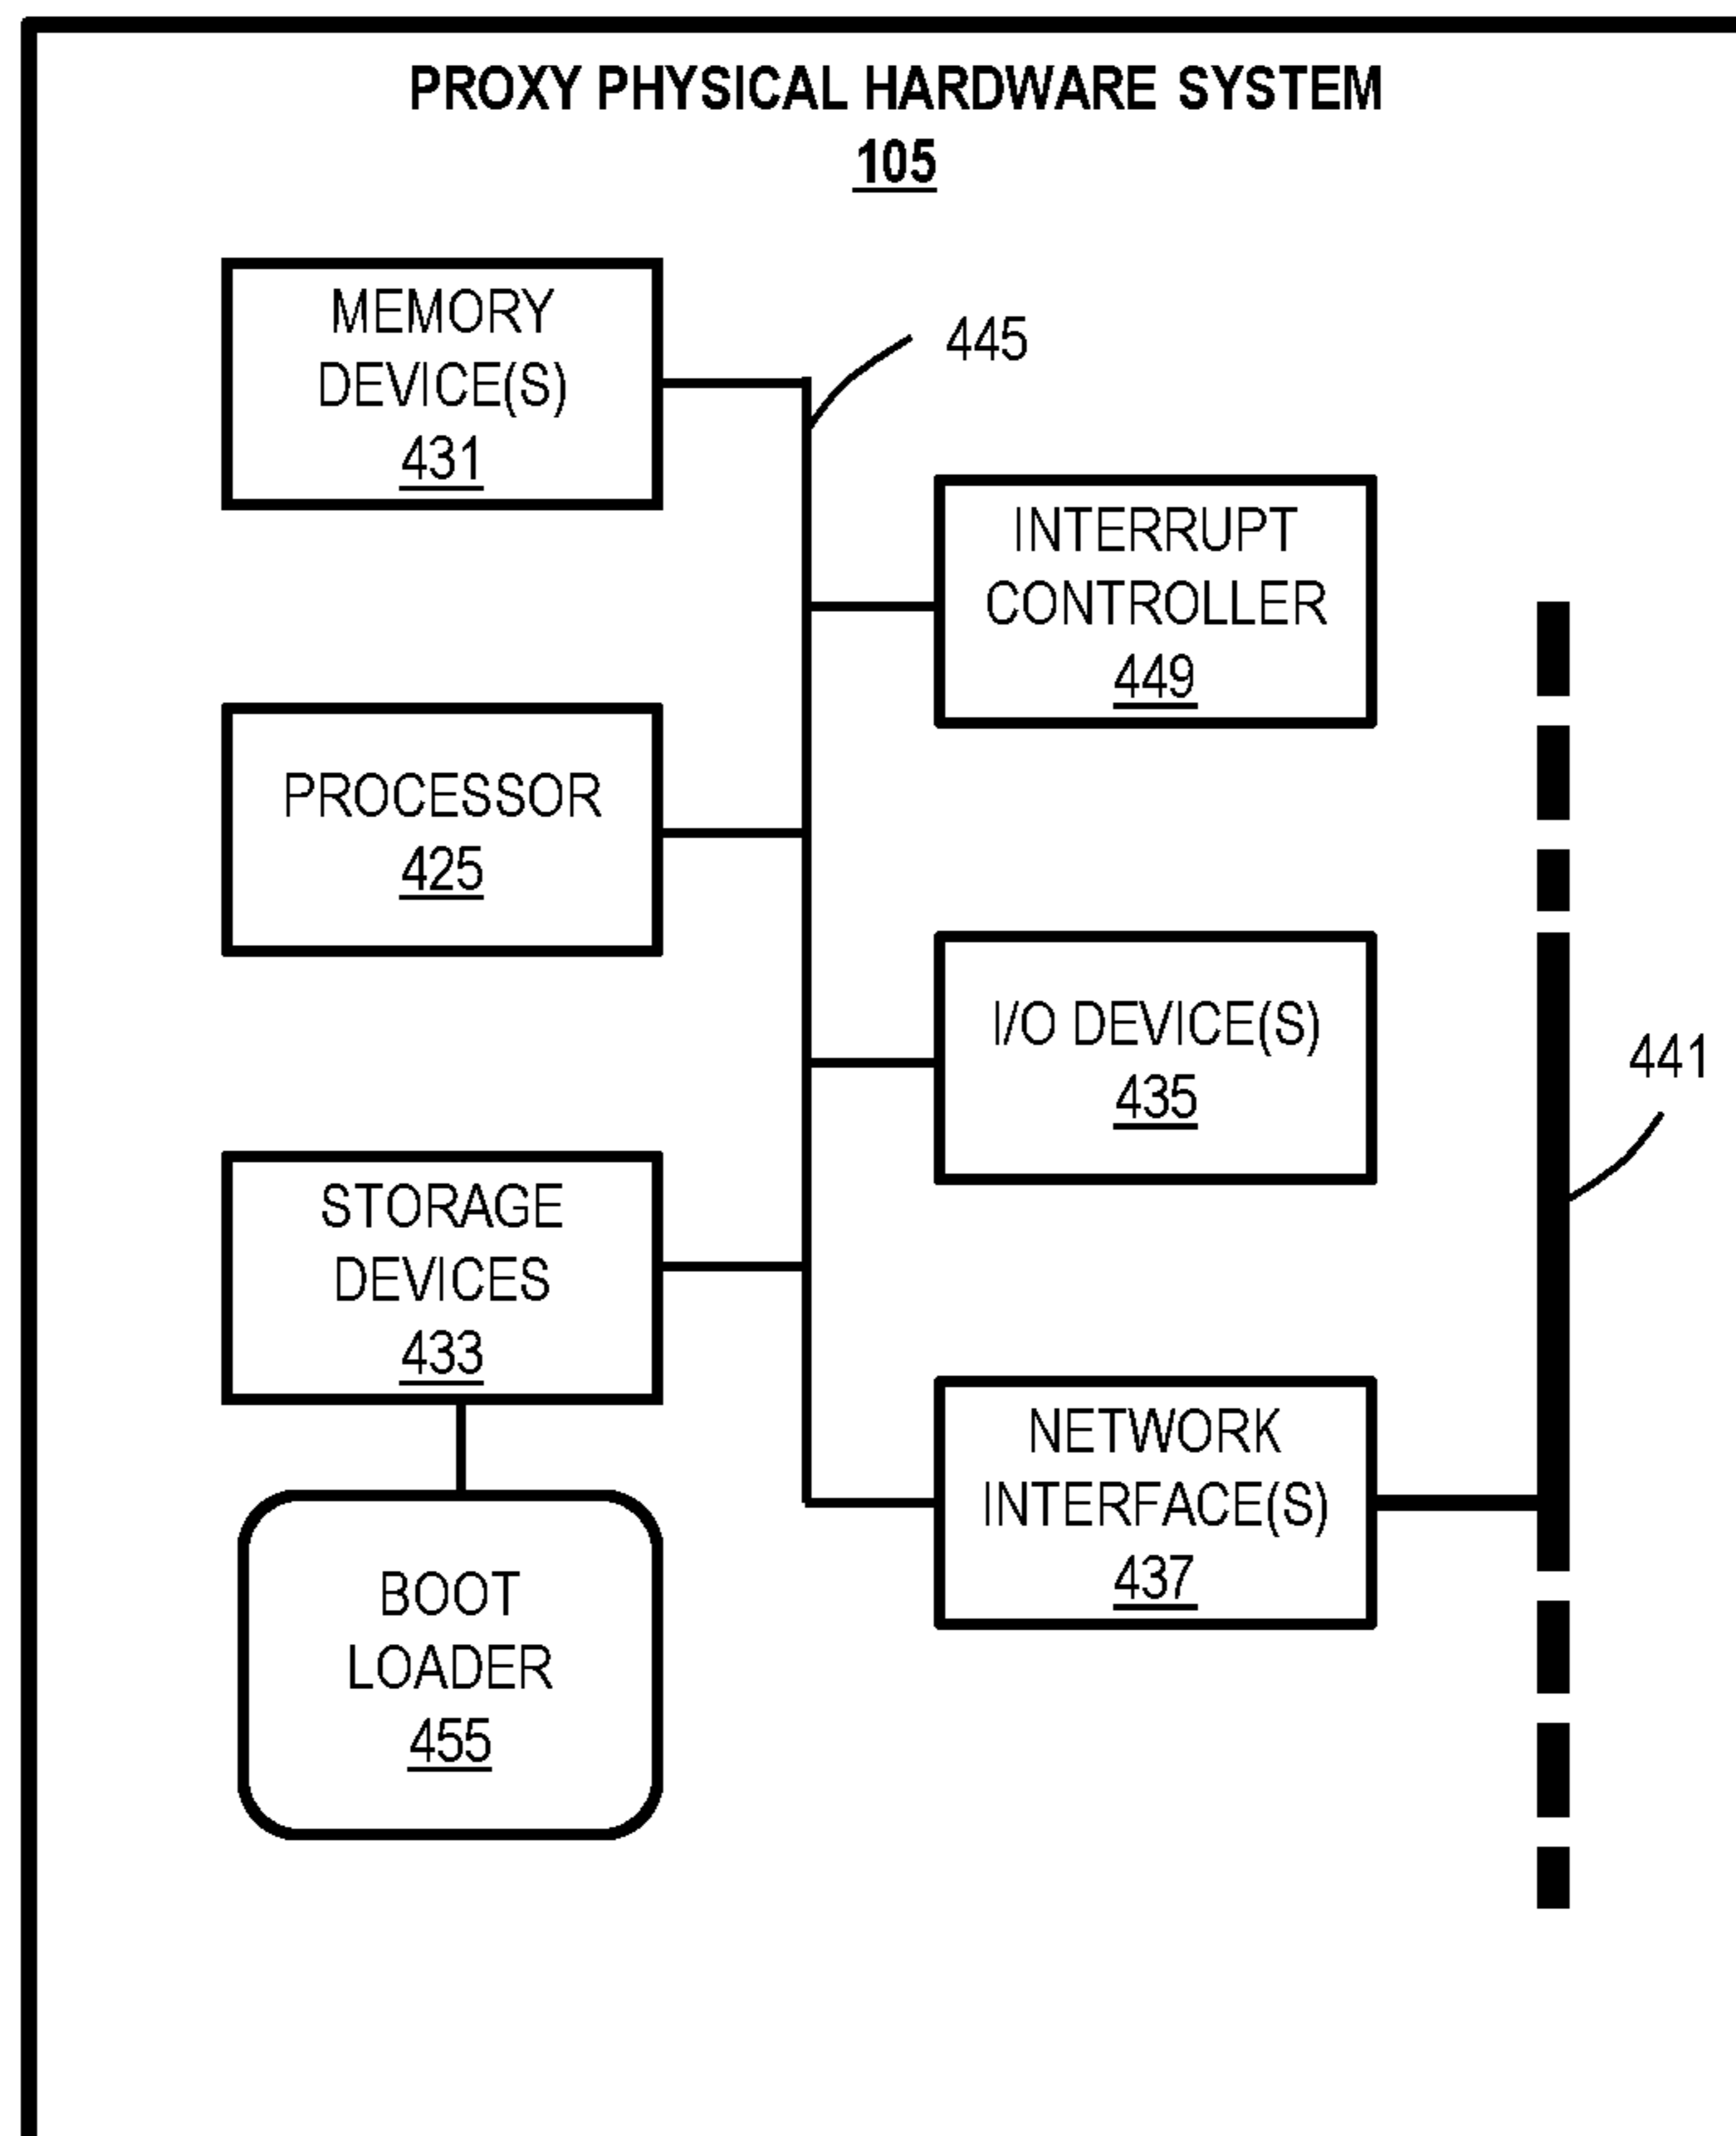 PROXY PHYSICAL HARDWARE SYSTEM
105
MEMORY
DEVICE(S)
431
445
INTERRUPT
CONTROLLER
449
PROCESSOR
425
I/O DEVICE(S)
435
441
STORAGE
DEVICES
433
NETWORK
INTERFACE(S)
437
BOOT
LOADER
455